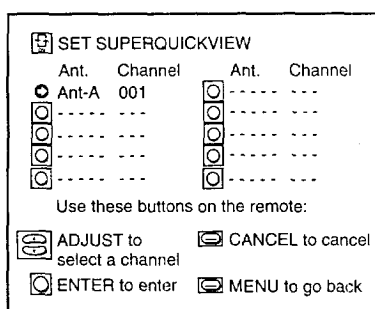 SET SUPERQUICKVIEW
Ant. Channel Ant. Channel
Ant-A 001 - - - - - - - -
- - - - - - - - - - - - - - - -
- - - - - - - - - - - - - - - -
- - - - - - - - - - - - - - - -
- - - - - - - - - - - - - - - -
Use these buttons on the remote:
ADJUST to select a channel
CANCEL to cancel
ENTER to enter
MENU to go back